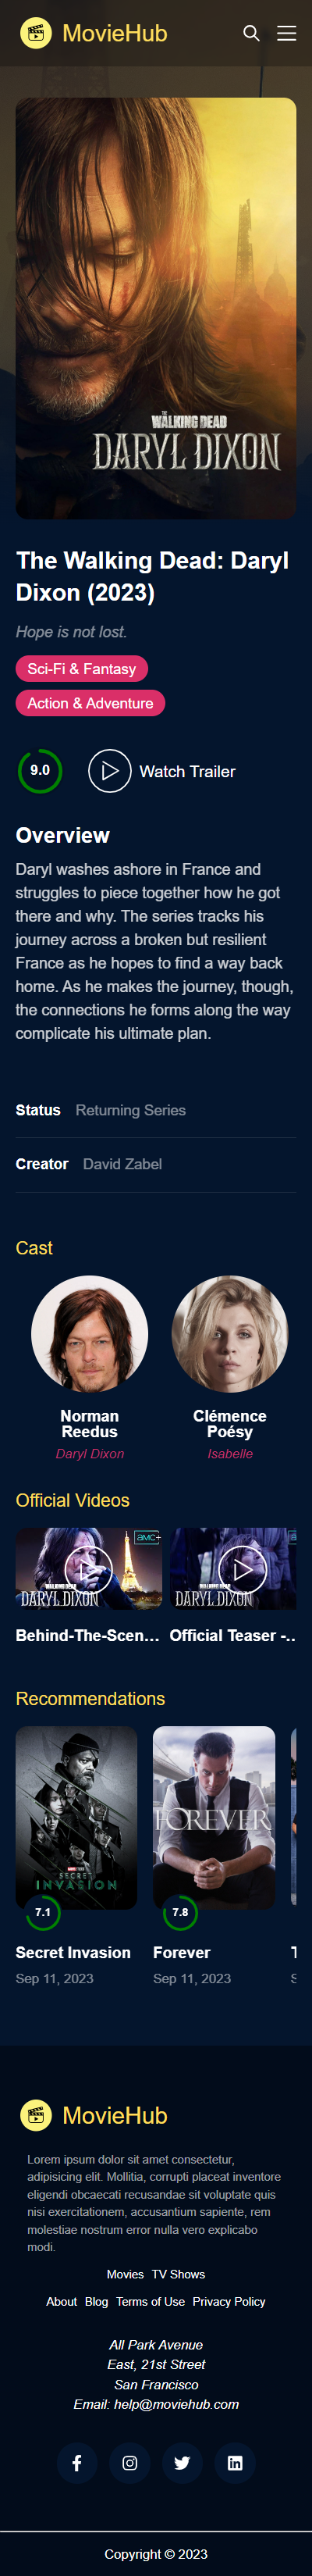 MovieHub
THE
WALKING DEAD
DARYL DIXON
The Walking Dead: Daryl
Dixon (2023)
Hope is not lost.
Sci-Fi & Fantasy
Action & Adventure
9.0
Watch Trailer
Overview
Daryl washes ashore in France and
struggles to piece together how he got
there and why. The series tracks his
journey across a broken but resilient
France as he hopes to find a way back
home. As he makes the journey, though,
the connections he forms along the way
complicate his ultimate plan.
Status Returning Series
Creator David Zabel
Cast
Norman
Reedus
Daryl Dixon
Clémence
Poésy
Isabelle
Official Videos
amc+
WALKING DEAD
DARYL DIXON
WALKING DEAD
DARYL DIXON
Behind-The-Scen... Official Teaser -...
Recommendations
SECRET
INVASION
FOREVER
7.1
7.8
Secret Invasion
Forever
T
Sep 11, 2023
Sep 11, 2023
S
MovieHub
Lorem ipsum dolor sit amet consectetur,
adipisicing elit. Mollitia, corrupti placeat inventore
eligendi obcaecati recusandae sit voluptate quis
nisi exercitationem, accusantium sapiente, rem
molestiae nostrum error nulla vero explicabo
modi.
Movies TV Shows
About Blog Terms of Use Privacy Policy
All Park Avenue
East, 21st Street
San Francisco
Email: help@moviehub.com
Copyright © 2023